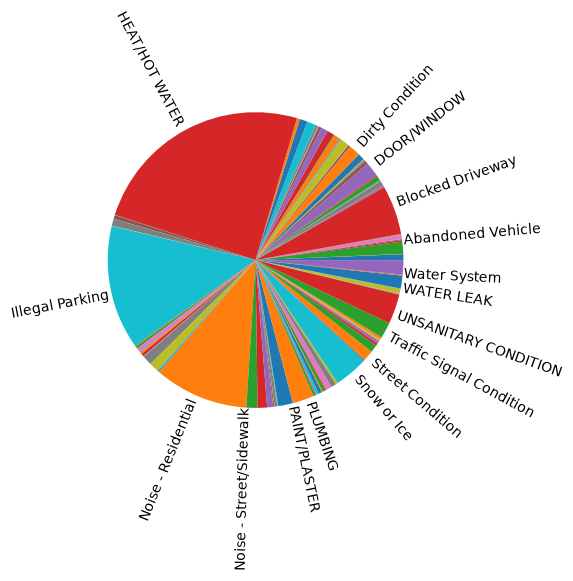 HEAT/HOT WATER
Dirty Condition
DOOR/WINDOW
Blocked Driveway
Abandoned Vehicle
Water System
WATER LEAK
Illegal Parking
UNSANITARY CONDITION
Traffic Signal Condition
Street Condition
Snow or Ice
PLUMBING
PAINT/PLASTER
Noise - Street/Sidewalk
Noise - Residential